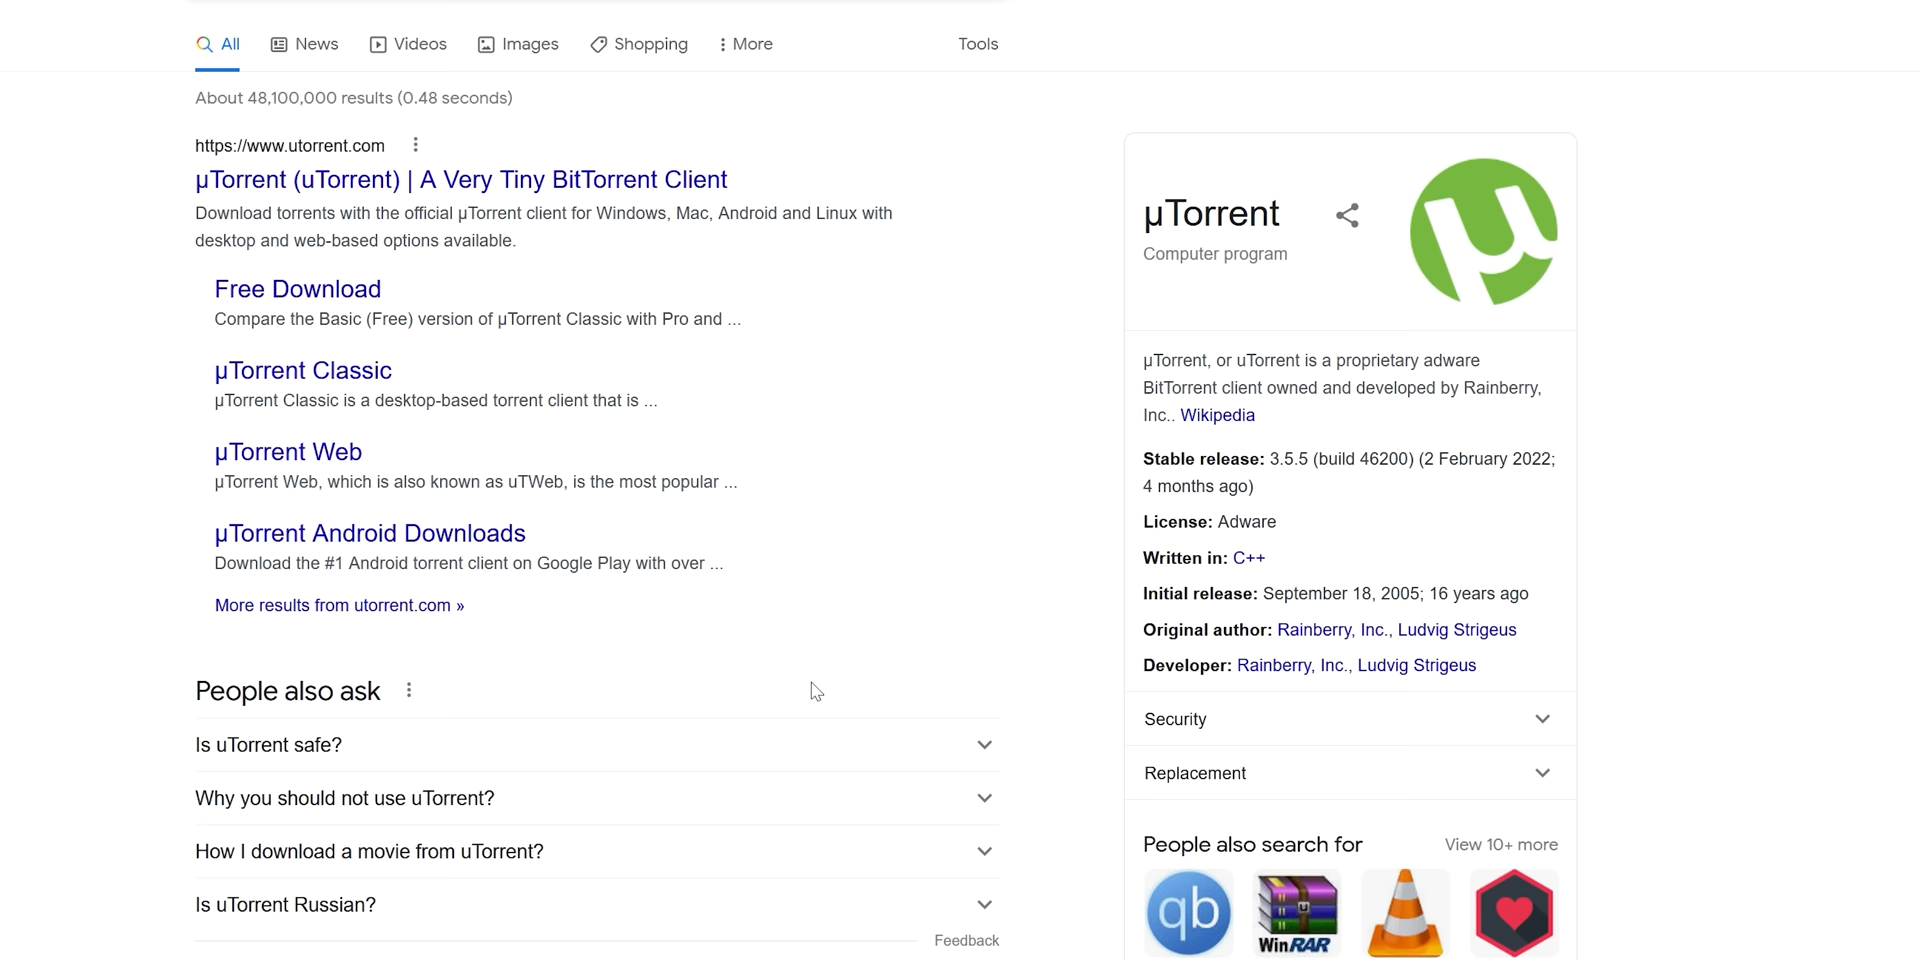 All News Videos Images Shopping More Tools
About 48,100,000 results (0.48 seconds)
https://www.utorrent.com
µTorrent (uTorrent) | A Very Tiny BitTorrent Client
Download torrents with the official µTorrent client for Windows, Mac, Android and Linux with
desktop and web-based options available.
Free Download
Compare the Basic (Free) version of µTorrent Classic with Pro and ...
µTorrent Classic
µTorrent Classic is a desktop-based torrent client that is ...
µTorrent Web
µTorrent Web, which is also known as uTWeb, is the most popular ...
µTorrent Android Downloads
Download the #1 Android torrent client on Google Play with over ...
More results from utorrent.com »
People also ask
Is uTorrent safe?
Why you should not use uTorrent?
How I download a movie from uTorrent?
Is uTorrent Russian?
Feedback
µTorrent
Computer program
µ
µTorrent, or uTorrent is a proprietary adware
BitTorrent client owned and developed by Rainberry,
Inc.. Wikipedia
Stable release: 3.5.5 (build 46200) (2 February 2022;
4 months ago)
License: Adware
Written in: C++
Initial release: September 18, 2005; 16 years ago
Original author: Rainberry, Inc., Ludvig Strigeus
Developer: Rainberry, Inc., Ludvig Strigeus
Security
Replacement
People also search for View 10+ more
qb
WinRAR